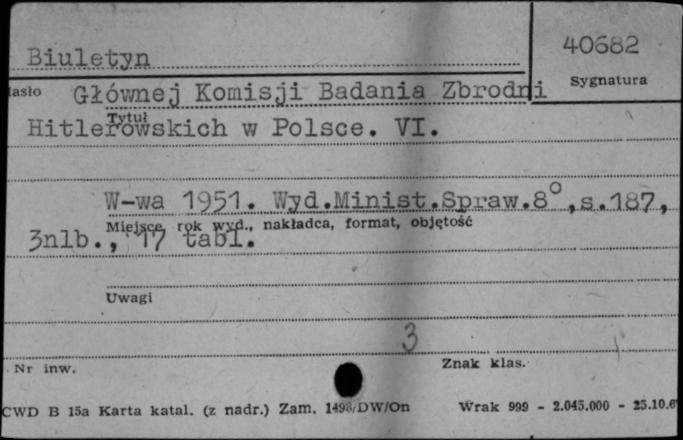 Biuletyn
40682
Sygnatura
Głównej Komisji Badania Zbrodni
Tytuł
Hitlerowskich w Polsce. VI.
W-wa 1951. Wyd.Minist.Spraw.8°,s.187,
Miejsce, rok wyd., nakładca, format, objętość
3nlb., 17 tabl.
Uwagi
3
Nr inw.
Znak klas.
CWD B 15a Karta katal. (z nadr.) Zam. 1498/DW/On
Wrak 999 - 2.045.000 - 25.10.6